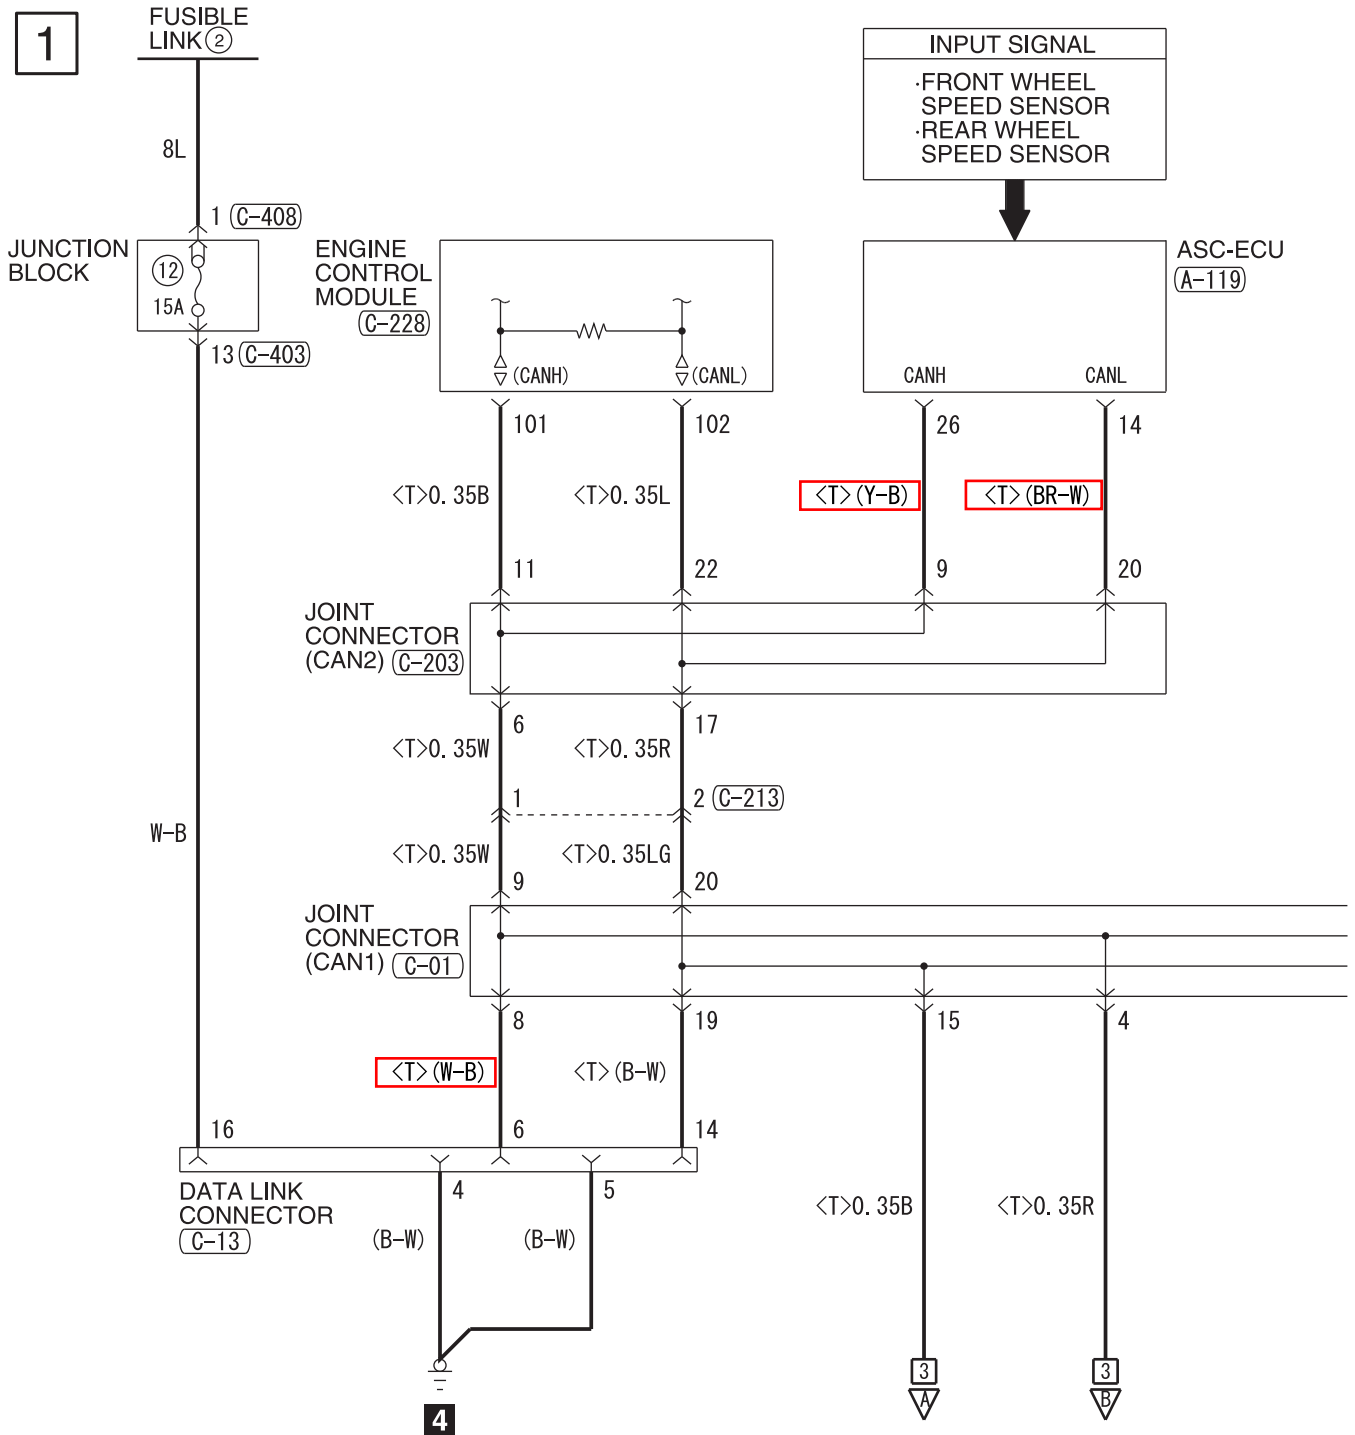 1
FUSIBLE
LINK ②
8L
1 C-408
JUNCTION
BLOCK
12
15A
13 C-403
W-B
16
INPUT SIGNAL
·FRONT WHEEL
SPEED SENSOR
·REAR WHEEL
SPEED SENSOR
ENGINE
CONTROL
MODULE
C-228
(CANH)
(CANL)
101
102
ASC-ECU
A-119
CANH
CANL
26
14
<T>0.35B
<T>0.35L
<T>(Y-B)
<T>(BR-W)
11
22
9
20
JOINT
CONNECTOR
(CAN2) C-203
6
17
<T>0.35W
<T>0.35R
1
2 C-213
<T>0.35W
<T>0.35LG
9
20
JOINT
CONNECTOR
(CAN1) C-01
8
19
15
4
<T>(W-B)
<T>(B-W)
6
14
DATA LINK
CONNECTOR
C-13
4
5
(B-W)
(B-W)
<T>0.35B
<T>0.35R
3
3
A
B
4